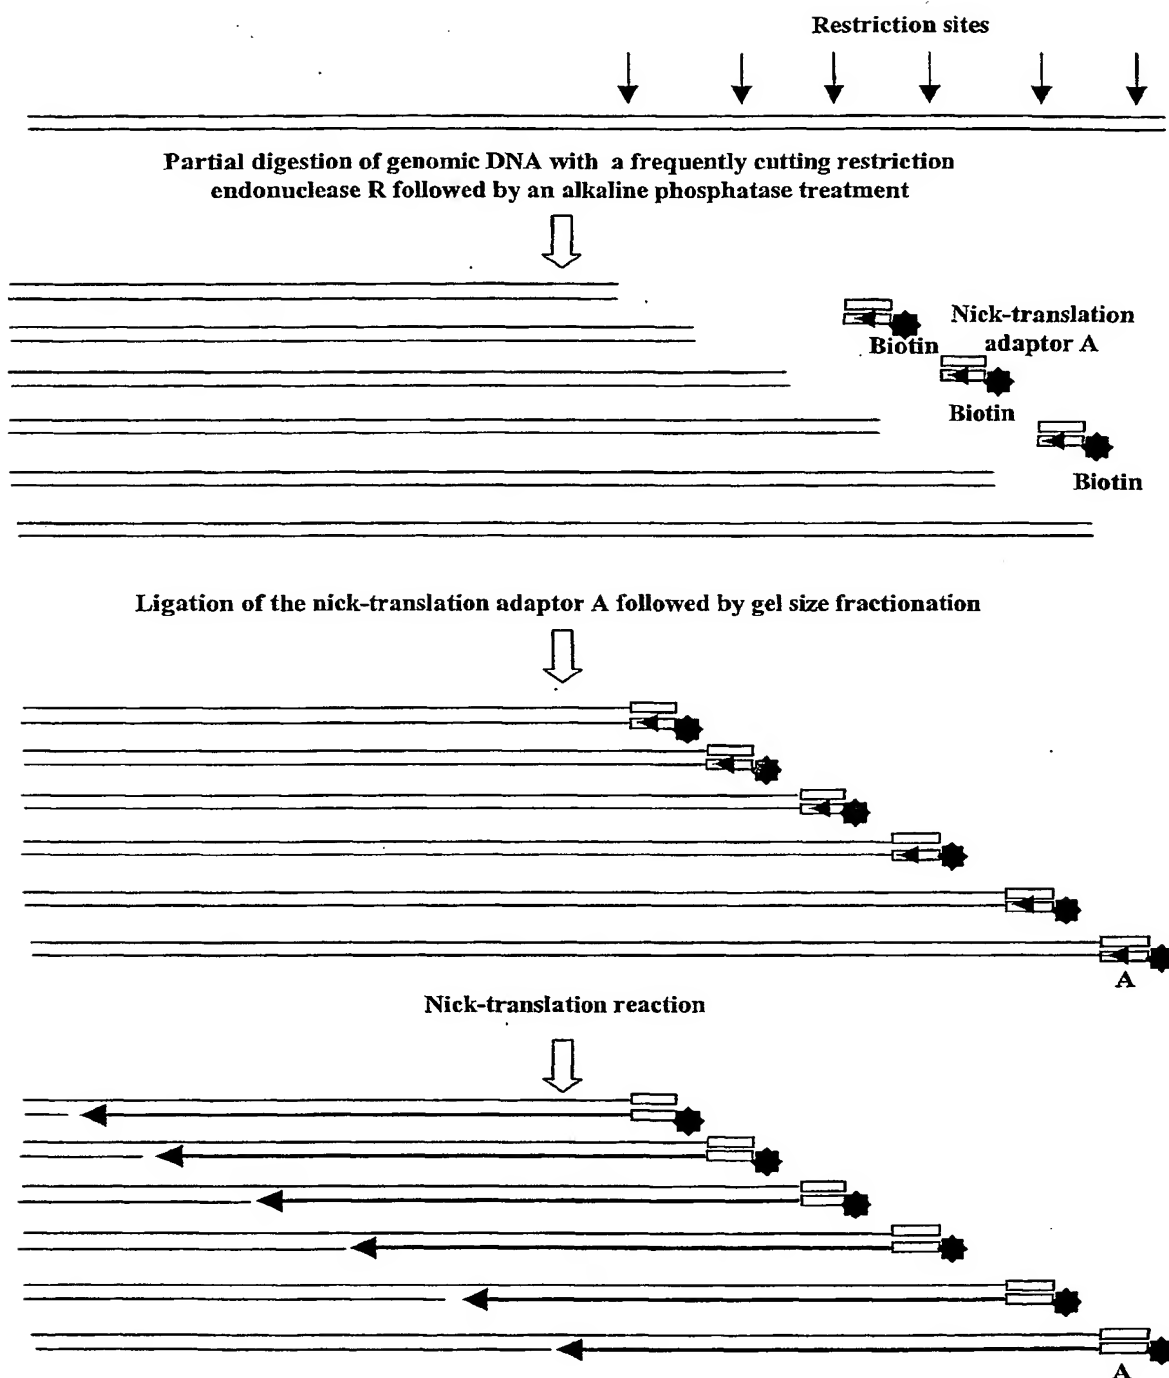 Restriction sites
Partial digestion of genomic DNA with a frequently cutting restriction
endonuclease R followed by an alkaline phosphatase treatment
Nick-translation
adaptor A
Biotin
Biotin
Biotin
Ligation of the nick-translation adaptor A followed by gel size fractionation
A
Nick-translation reaction
A